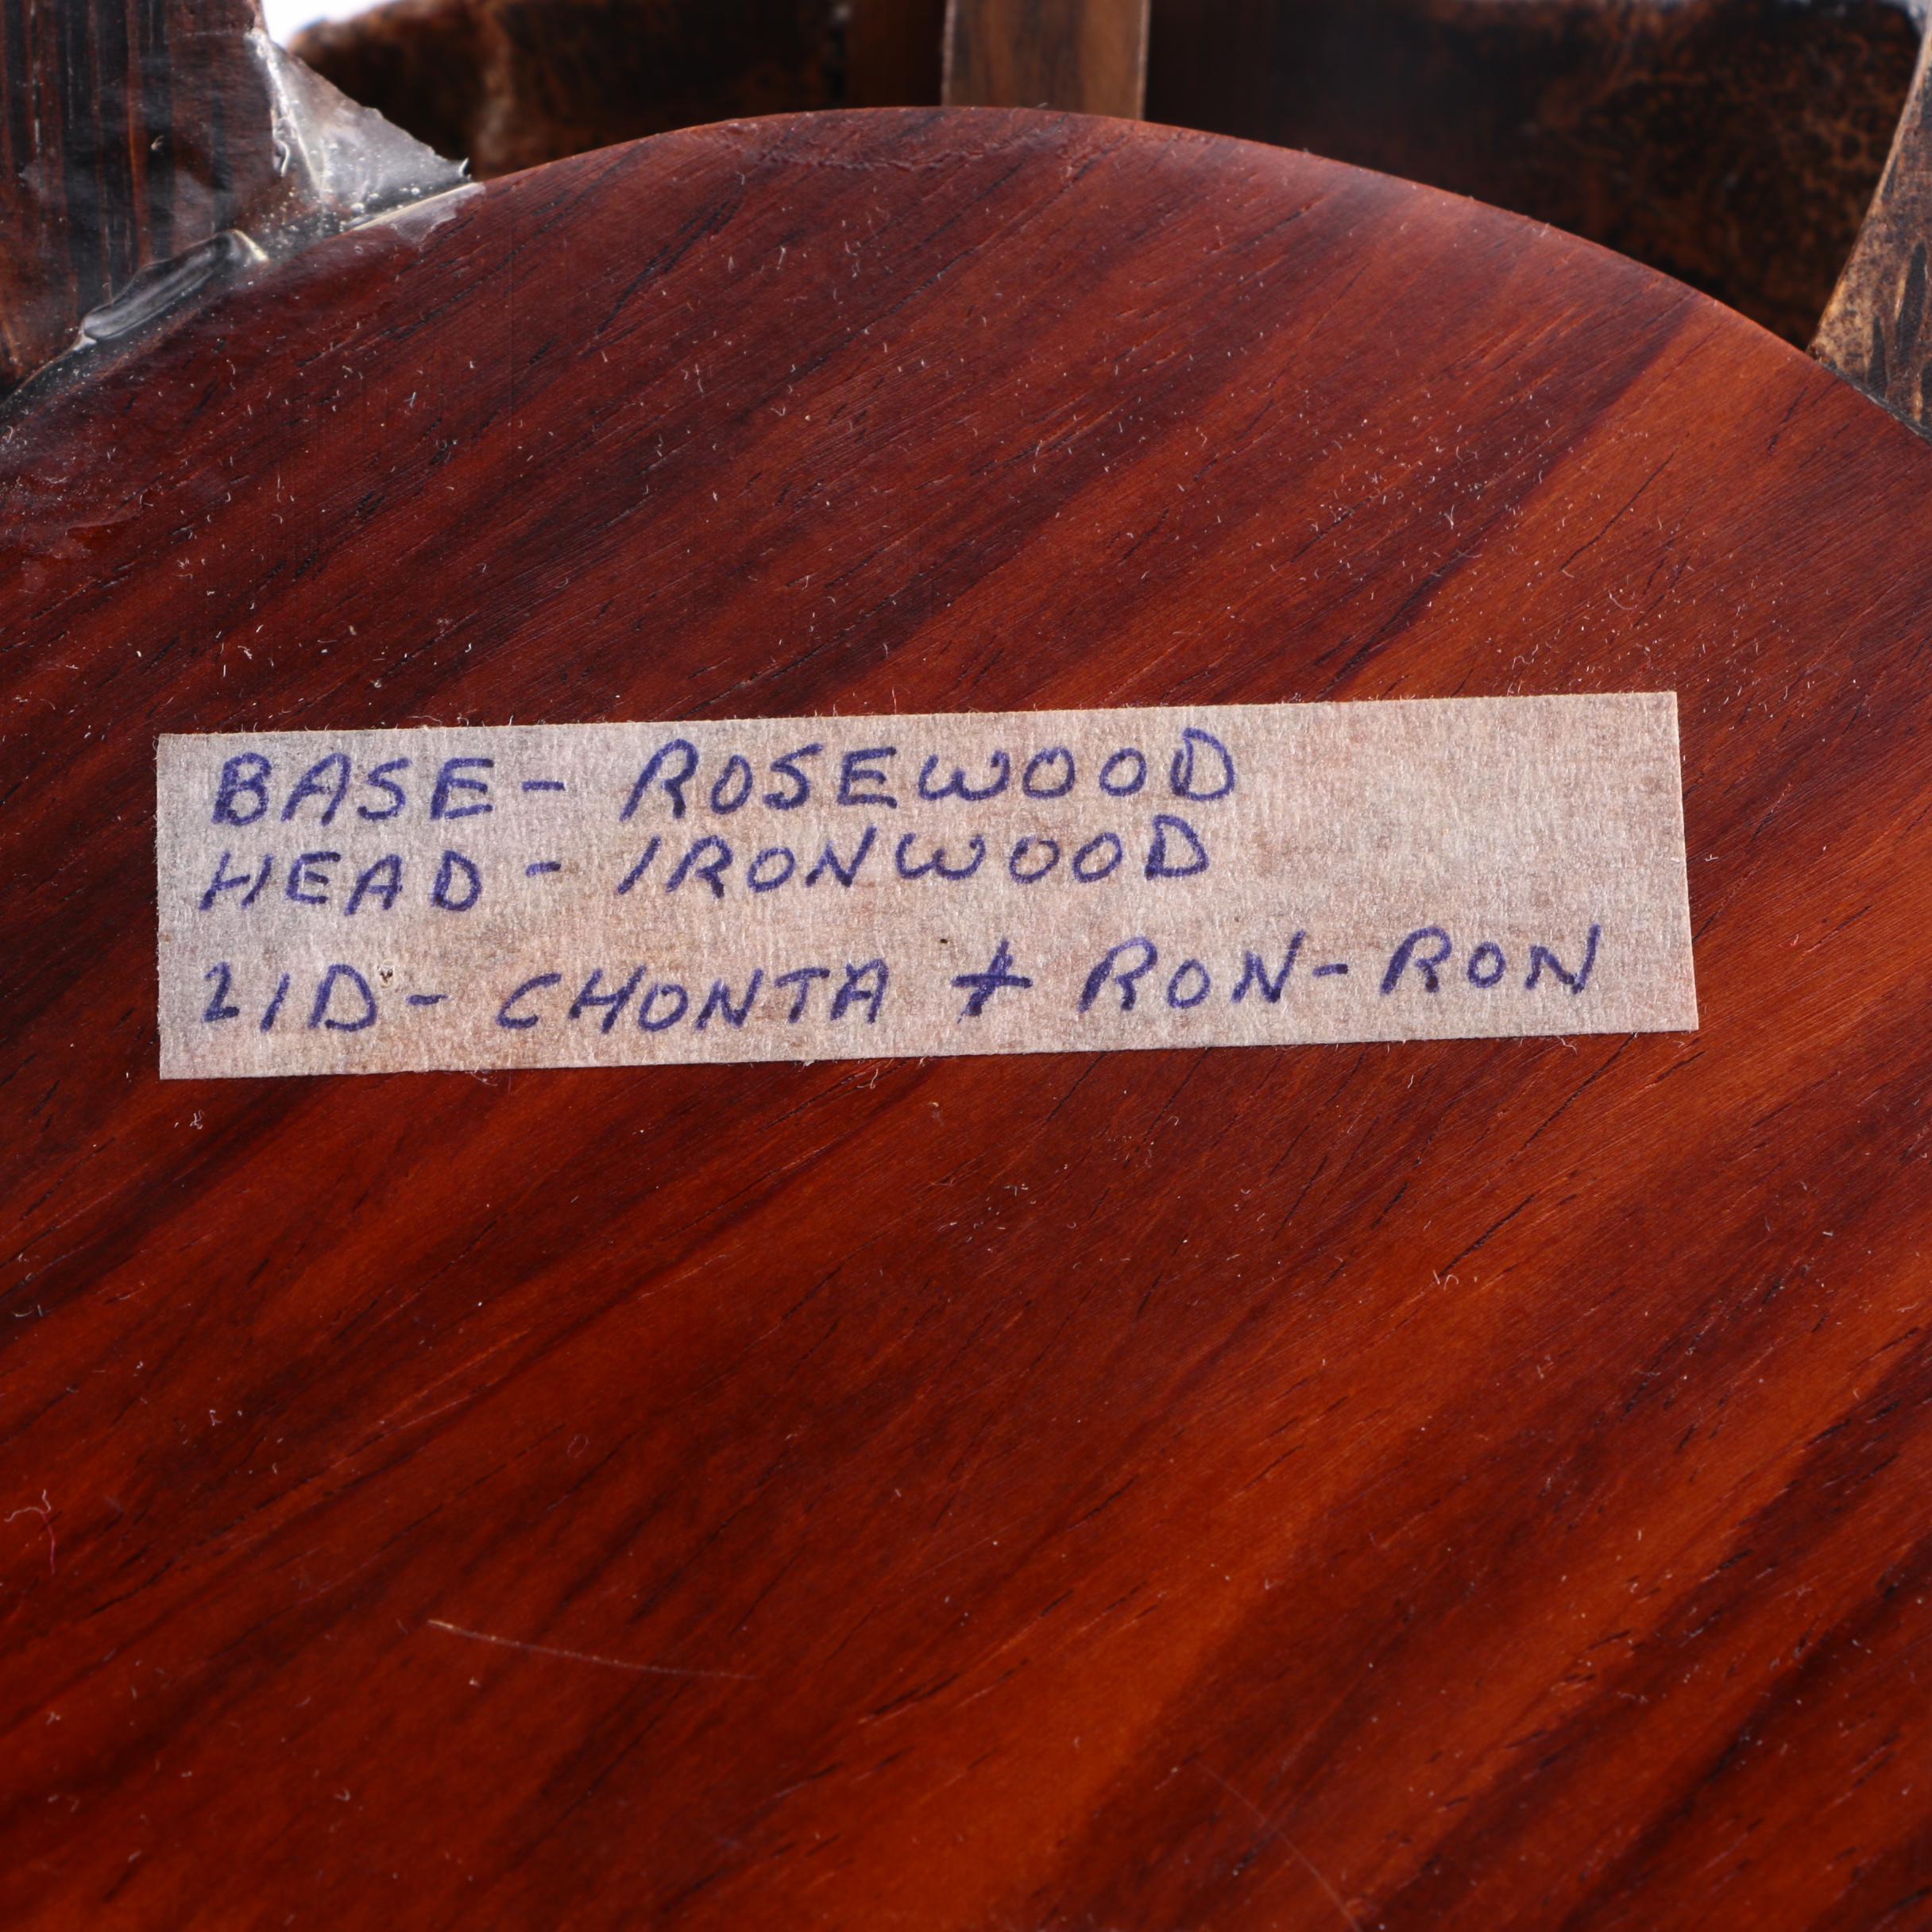 BASE - ROSEWOOD
HEAD - IRONWOOD
LID - CHONTA + RON-RON